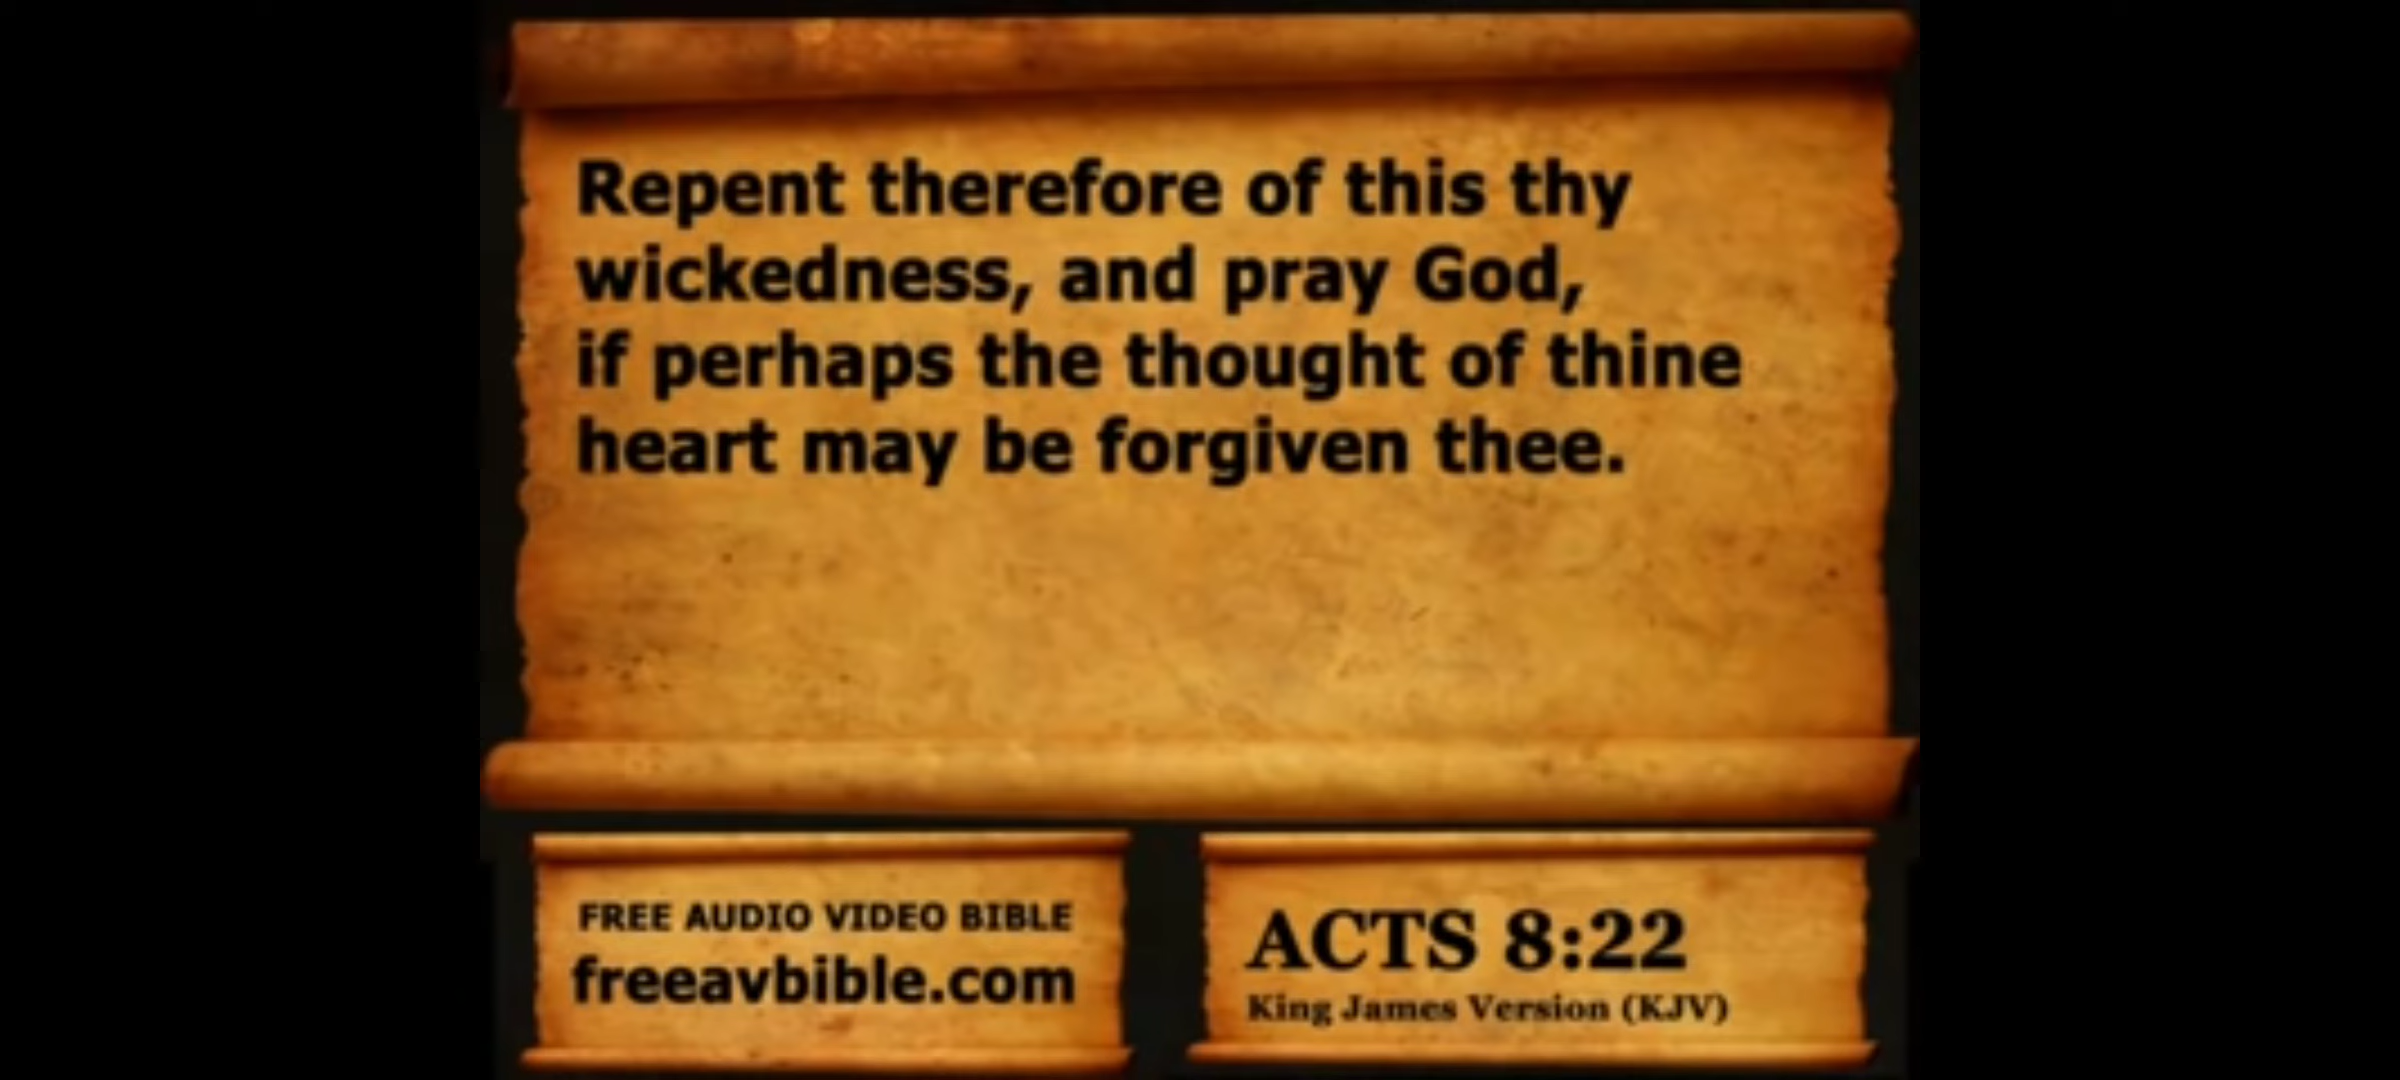 Repent therefore of this thy
wickedness, and pray God,
if perhaps the thought of thine
heart may be forgiven thee.
FREE AUDIO VIDEO BIBLE
freeavbible.com
ACTS 8:22
King James Version (KJV)